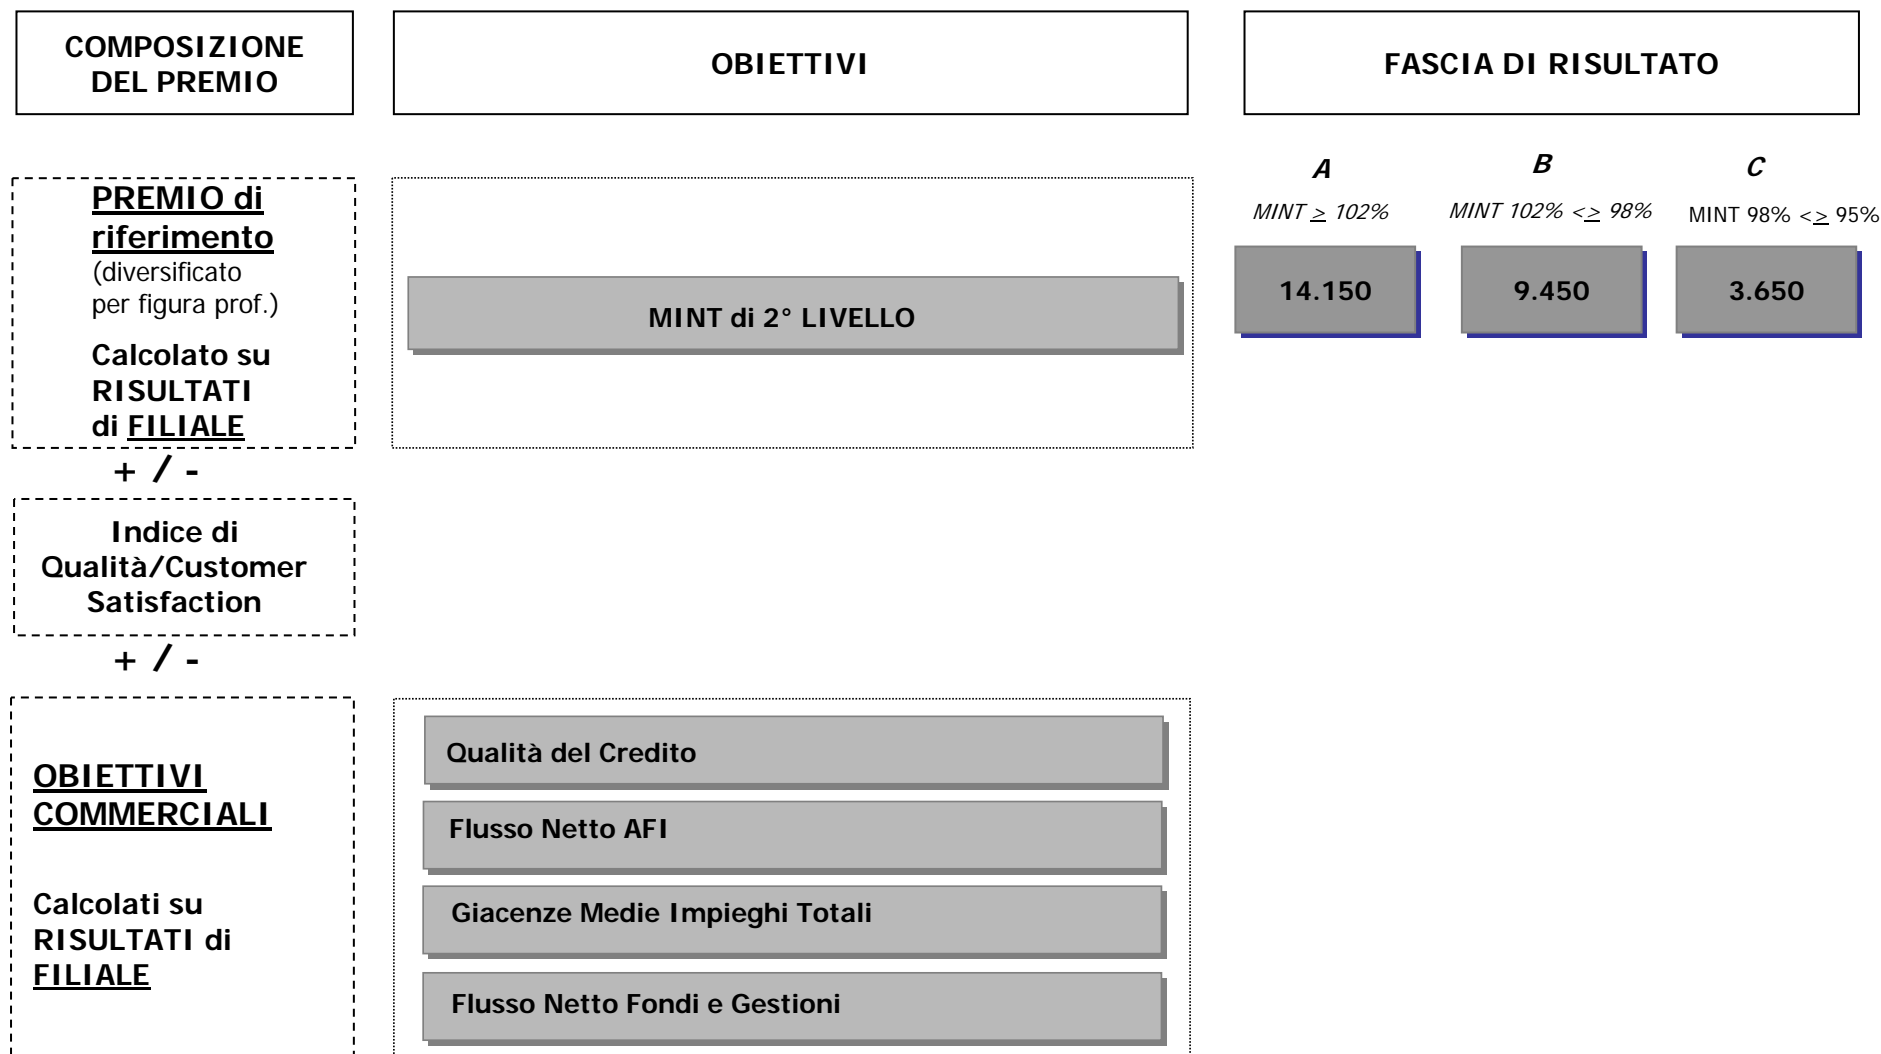 COMPOSIZIONE
DEL PREMIO
OBIETTIVI
FASCIA DI RISULTATO
PREMIO di
riferimento
(diversificato
per figura prof.)
Calcolato su
RISULTATI
di FILIALE
MINT di 2° LIVELLO
A
B
C
MINT ≥ 102%
MINT 102% <≥ 98%
MINT 98% <≥ 95%
14.150
9.450
3.650
+ / -
Indice di
Qualità/Customer
Satisfaction
+ / -
OBIETTIVI
COMMERCIALI
Calcolati su
RISULTATI di
FILIALE
Qualità del Credito
Flusso Netto AFI
Giacenze Medie Impieghi Totali
Flusso Netto Fondi e Gestioni